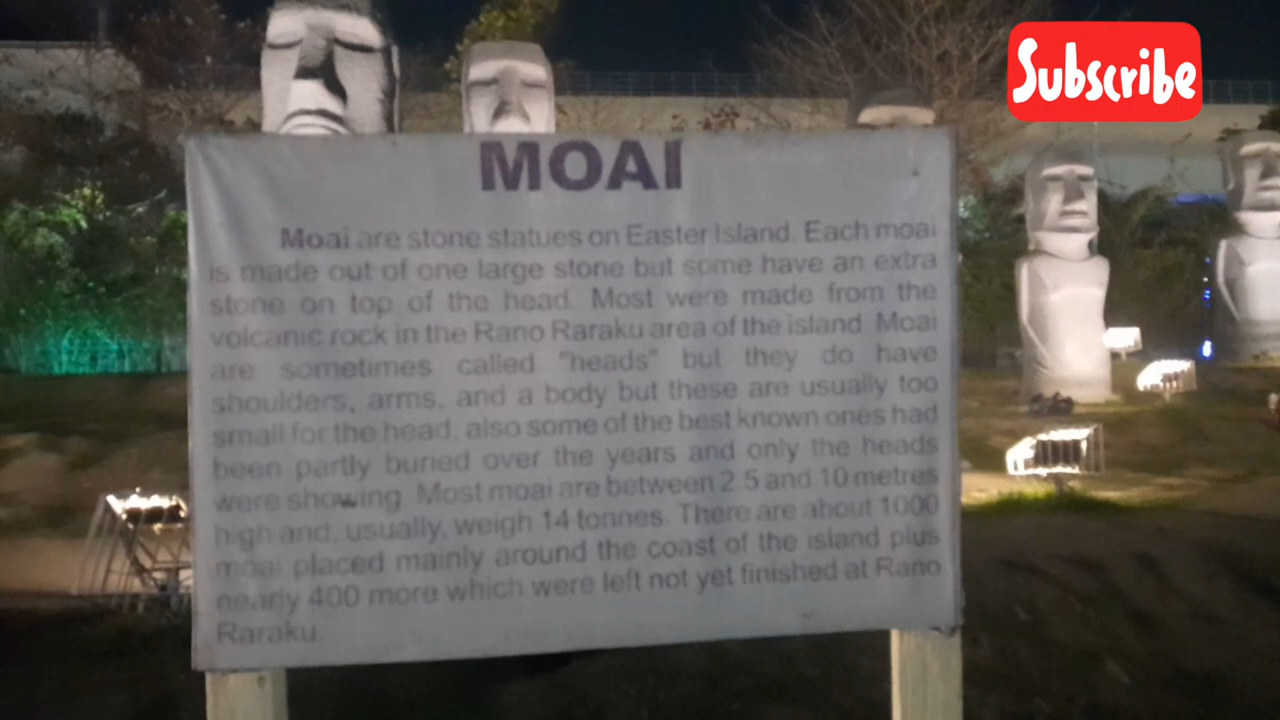 Subscribe
MOAI
Moai are stone statues on Easter Island. Each moai
is made out of one large stone but some have an extra
stone on top of the head. Most were made from the
volcanic rock in the Rano Raraku area of the island. Moai
are sometimes called "heads" but they do have
shoulders, arms, and a body but these are usually too
small for the head, also some of the best known ones had
been partly buried over the years and only the heads
were showing. Most moai are between 2.5 and 10 metres
high and, usually, weigh 14 tonnes. There are about 1000
moai placed mainly around the coast of the island plus
nearly 400 more which were left not yet finished at Rano
Raraku.